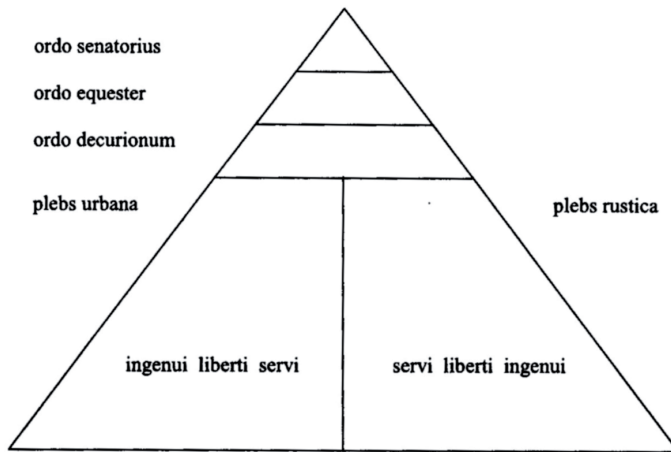 ordo senatorius
ordo equester
ordo decurionum
plebs urbana
plebs rustica
ingenui liberti servi
servi liberti ingenui